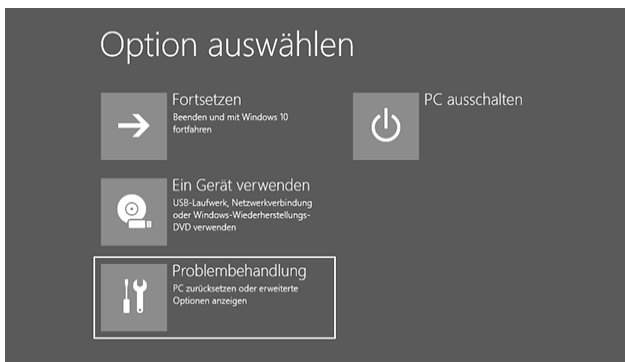 Option auswählen
Fortsetzen
Beenden und mit Windows 10
fortfahren
PC ausschalten
Ein Gerät verwenden
USB-Laufwerk, Netzwerkverbindung
oder Windows-Wiederherstellungs-
DVD verwenden
Problembehandlung
PC zurücksetzen oder erweiterte
Optionen anzeigen